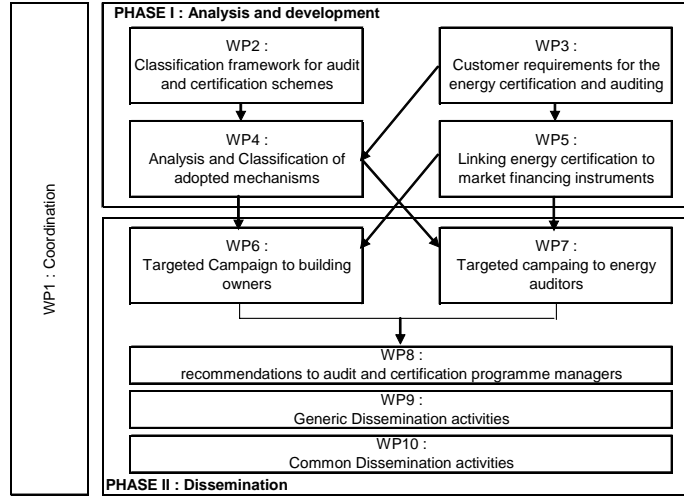 PHASE I : Analysis and development
WP2 :
Classification framework for audit
and certification schemes
WP3 :
Customer requirements for the
energy certification and auditing
WP4 :
Analysis and Classification of
adopted mechanisms
WP5 :
Linking energy certification to
market financing instruments
WP1 : Coordination
WP6 :
Targeted Campaign to building
owners
WP7 :
Targeted campaing to energy
auditors
WP8 :
recommendations to audit and certification programme managers
WP9 :
Generic Dissemination activities
WP10 :
Common Dissemination activities
PHASE II : Dissemination